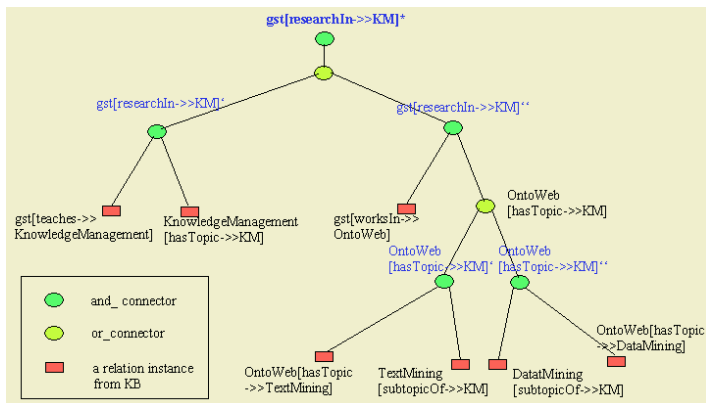 gst[researchIn->>KM]*
gst[researchIn->>KM]‘
gst[researchIn->>KM]‘‘
gst[teaches->>
KnowledgeManagement]
KnowledgeManagement
[hasTopic->>KM]
gst[worksIn->>
OntoWeb]
OntoWeb
[hasTopic->>KM]
OntoWeb
[hasTopic->>KM]‘
OntoWeb
[hasTopic->>KM]‘‘
and_ connector
or_connector
a relation instance
from KB
OntoWeb[hasTopic
->>TextMining]
TextMining
[subtopicOf->>KM]
DatatMining
[subtopicOf->>KM]
OntoWeb[hasTopic
->>DataMining]